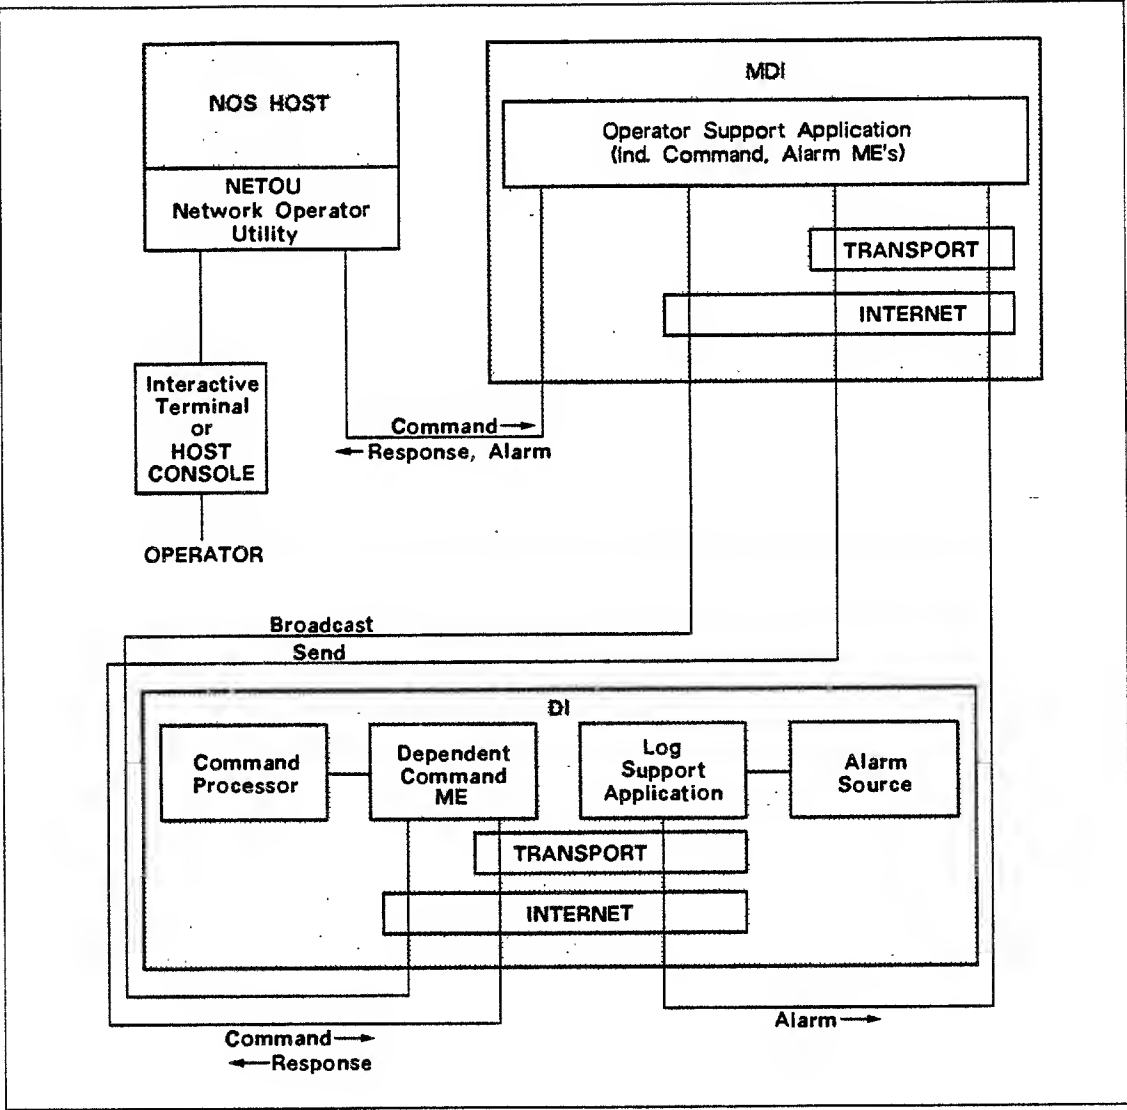 NOS HOST
NETOU
Network Operator
Utility
MDI
Operator Support Application
(Ind. Command, Alarm ME's)
TRANSPORT
INTERNET
Interactive
Terminal
or
HOST
CONSOLE
OPERATOR
Command→
←Response, Alarm
Broadcast
Send
DI
Command
Processor
Dependent
Command
ME
Log
Support
Application
Alarm
Source
TRANSPORT
INTERNET
Alarm→
Command→
←Response